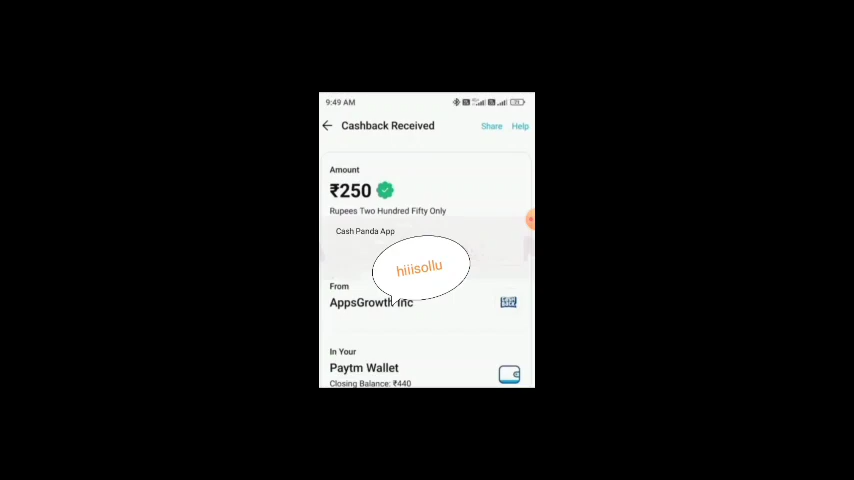 9:49 AM
Cashback Received
Share Help
Amount
₹250
Rupees Two Hundred Fifty Only
Cash Panda App
hiiisollu
From
AppsGrowth Inc
In Your
Paytm Wallet
Closing Balance: ₹440